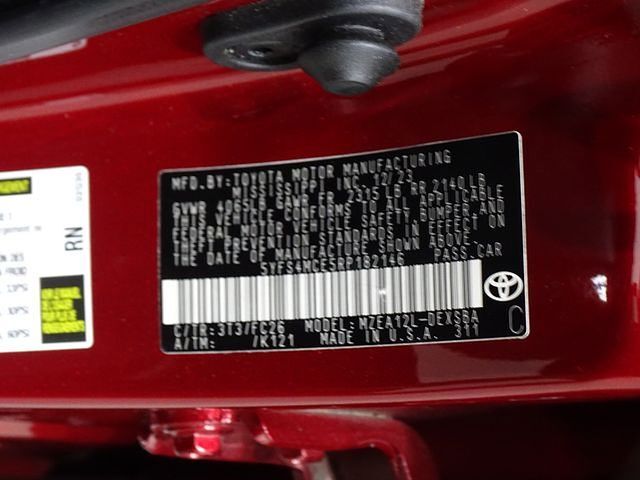 MFD.BY:TOYOTA MOTOR MANUFACTURING
MISSISSIPPI INC. 12/23
GVWR 4065LB GAWR FR 2315LB RR 2140LB
THIS VEHICLE CONFORMS TO ALL APPLICABLE
FEDERAL MOTOR VEHICLE SAFETY, BUMPER, AND
THEFT PREVENTION STANDARDS IN EFFECT ON
THE DATE OF MANUFACTURE SHOWN ABOVE.
5YFS4MCE5RP182146 PASS.CAR
C/TR:3T3/FC26 MODEL:MZEA12L-DEXSBA
A/TM: /K121 MADE IN U.S.A. 311
C
RN